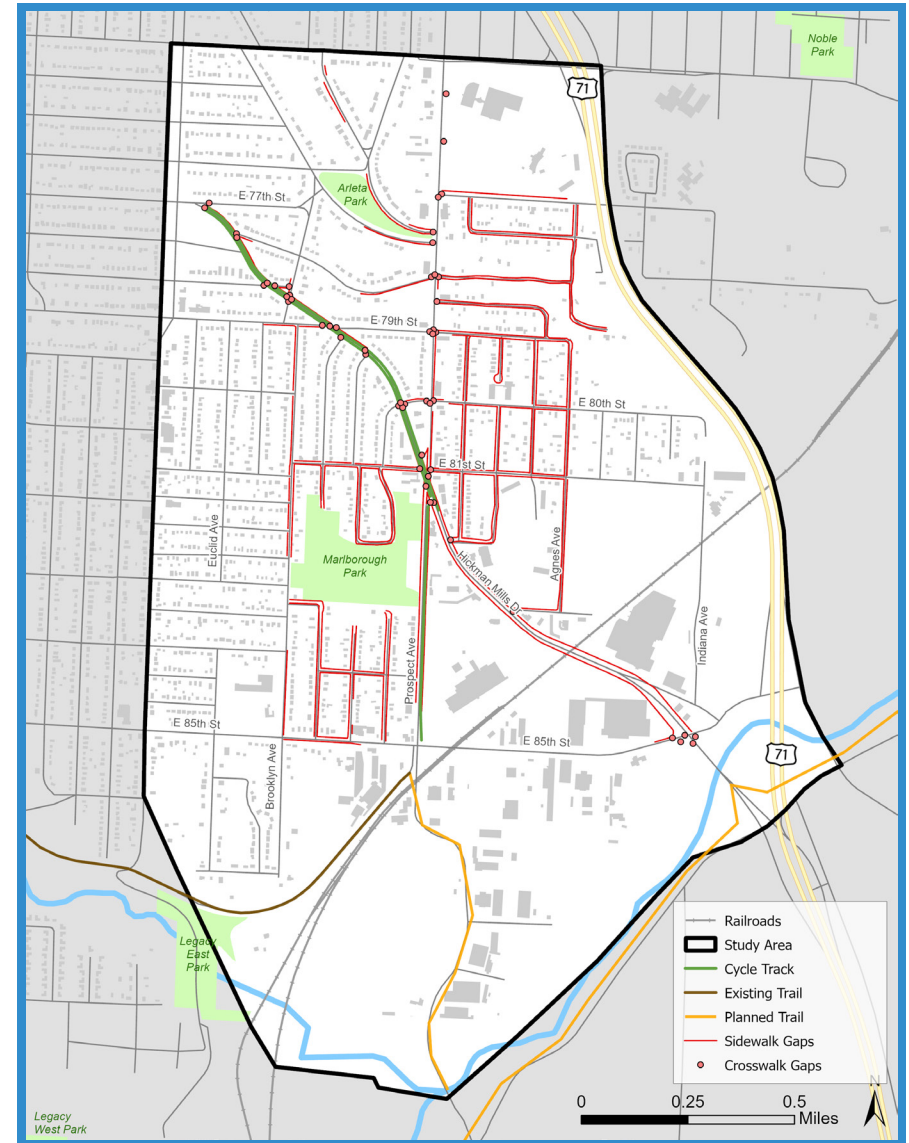 Noble
Park
71
Arleta
Park
E 77th St
E 79th St
E 80th St
E 81st St
Euclid Ave
Marlborough
Park
Hickman Mills Dr
Agnes Ave
Indiana Ave
Prospect Ave
E 85th St
E 85th St
Brooklyn Ave
71
Legacy
East
Park
Railroads
Study Area
Cycle Track
Existing Trail
Planned Trail
Sidewalk Gaps
Crosswalk Gaps
N
0
0.25
0.5
Miles
Legacy
West Park